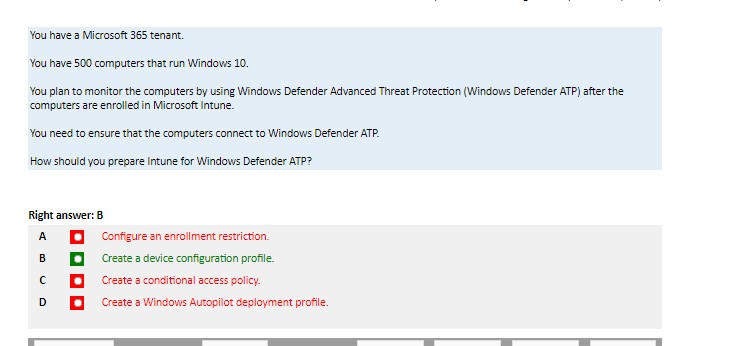 You have a Microsoft 365 tenant.
You have 500 computers that run Windows 10.
You plan to monitor the computers by using Windows Defender Advanced Threat Protection (Windows Defender ATP) after the
computers are enrolled in Microsoft Intune.
You need to ensure that the computers connect to Windows Defender ATP.
How should you prepare Intune for Windows Defender ATP?
Right answer: B
A Configure an enrollment restriction.
B Create a device configuration profile.
C Create a conditional access policy.
D Create a Windows Autopilot deployment profile.